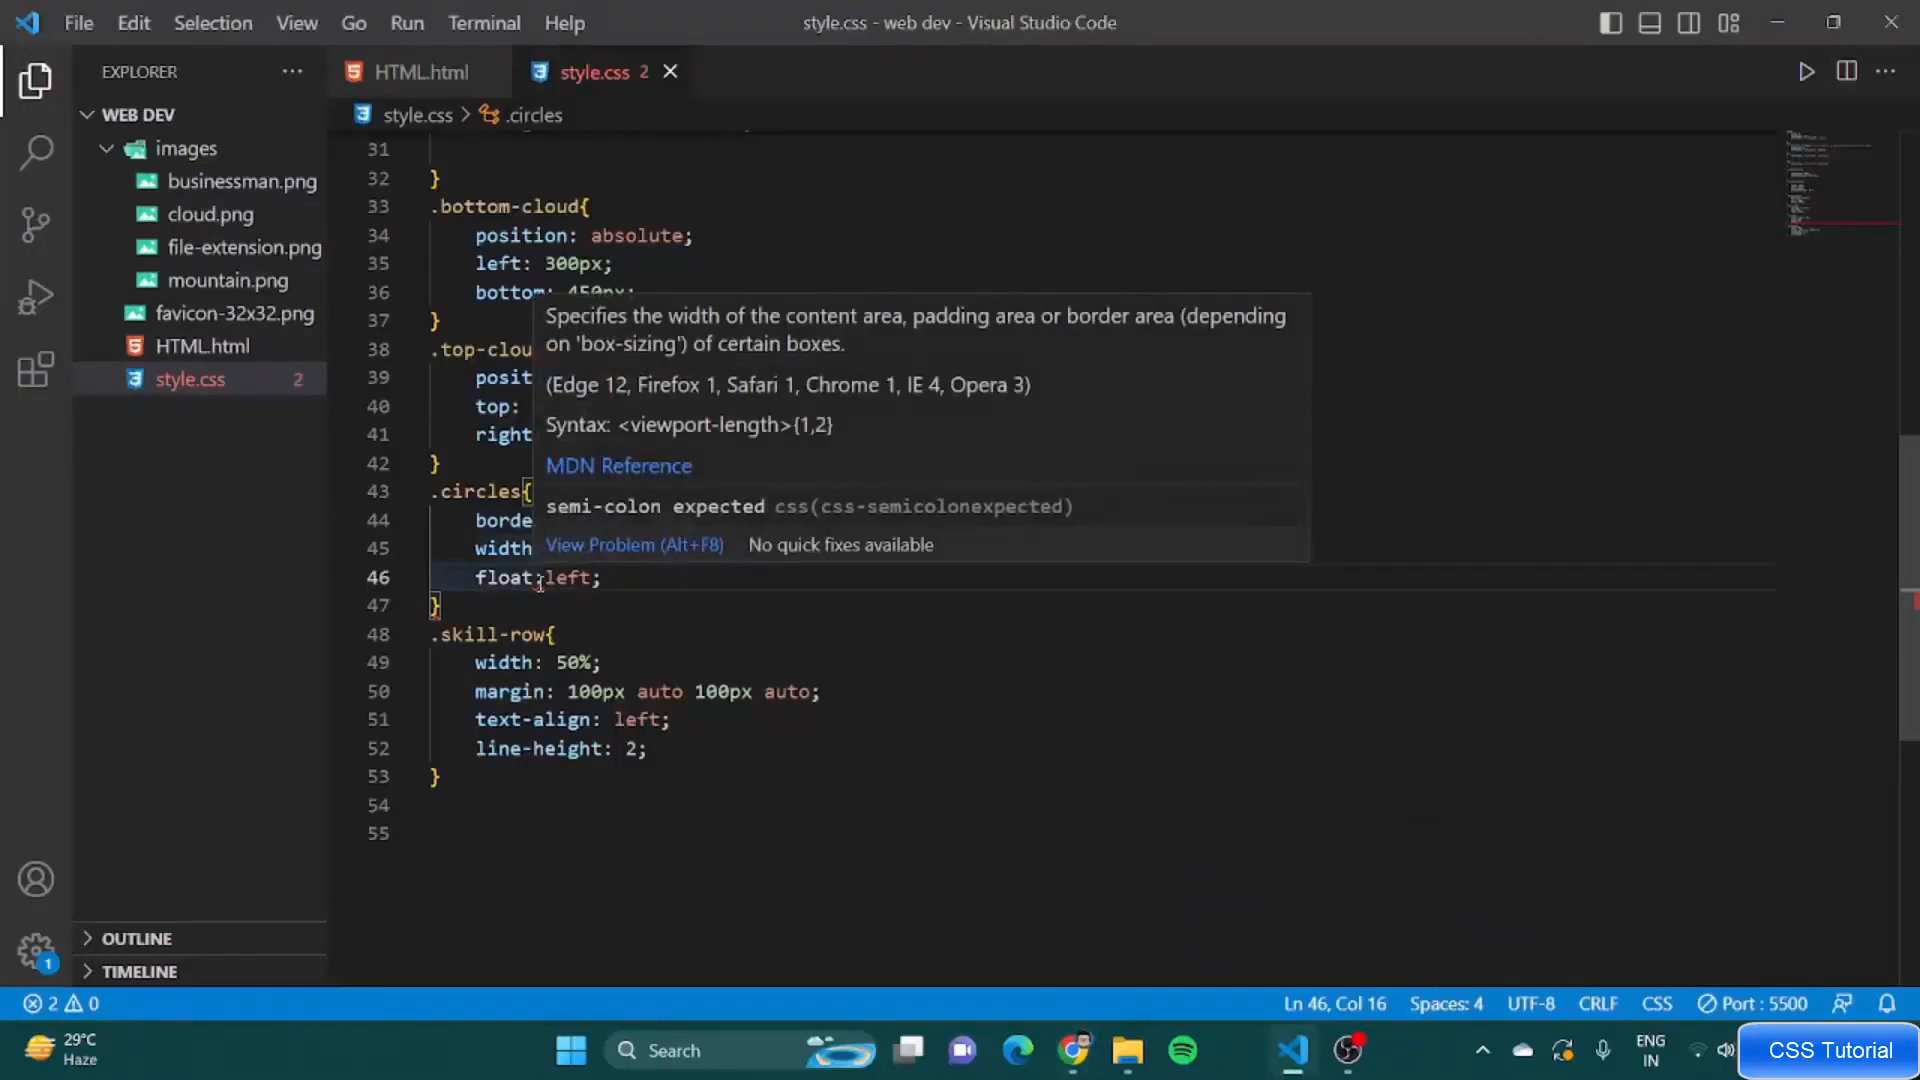 File Edit Selection View Go Run Terminal Help
style.css - web dev - Visual Studio Code
EXPLORER
HTML.html
style.css 2
WEB DEV
images
businessman.png
cloud.png
file-extension.png
mountain.png
favicon-32x32.png
HTML.html
style.css 2
style.css > .circles
31
32 }
33 .bottom-cloud{
34 position: absolute;
35 left: 300px;
36 bottom: 450px;
37 }
38 .top-clou
39 posit
40 top:
41 right
42 }
43 .circles{
44 borde
45 width
46 float:left;
47 }
48 .skill-row{
49 width: 50%;
50 margin: 100px auto 100px auto;
51 text-align: left;
52 line-height: 2;
53 }
54
55
Specifies the width of the content area, padding area or border area (depending
on 'box-sizing') of certain boxes.
(Edge 12, Firefox 1, Safari 1, Chrome 1, IE 4, Opera 3)
Syntax: <viewport-length>{1,2}
MDN Reference
semi-colon expected css(css-semicolonexpected)
View Problem (Alt+F8) No quick fixes available
OUTLINE
TIMELINE
1
2 0
Ln 46, Col 16 Spaces: 4 UTF-8 CRLF CSS Port : 5500
29°C
Haze
Search
ENG
IN
CSS Tutorial